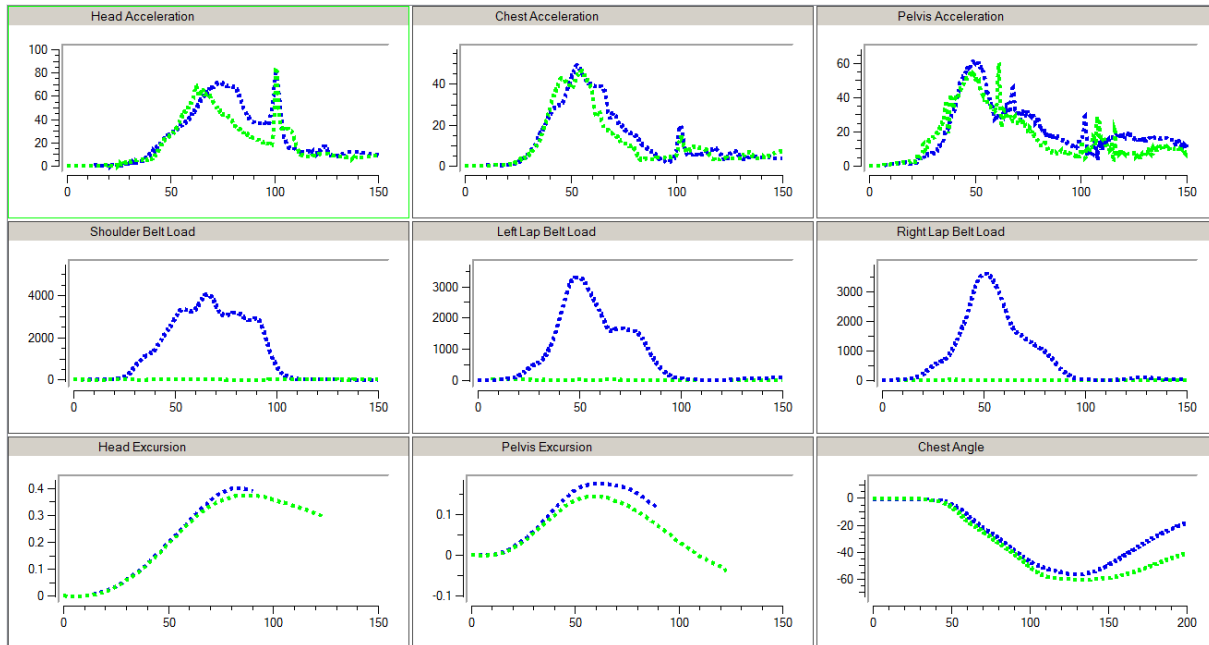 Head Acceleration
100
80
60
40
20
0
0 50 100 150
Chest Acceleration
40
20
0
0 50 100 150
Pelvis Acceleration
60
40
20
0
0 50 100 150
Shoulder Belt Load
4000
2000
0
0 50 100 150
Left Lap Belt Load
3000
2000
1000
0
0 50 100 150
Right Lap Belt Load
3000
2000
1000
0
0 50 100 150
Head Excursion
0.4
0.3
0.2
0.1
0
0 50 100 150
Pelvis Excursion
0.1
0
-0.1
0 50 100 150
Chest Angle
0
-20
-40
-60
0 50 100 150 200